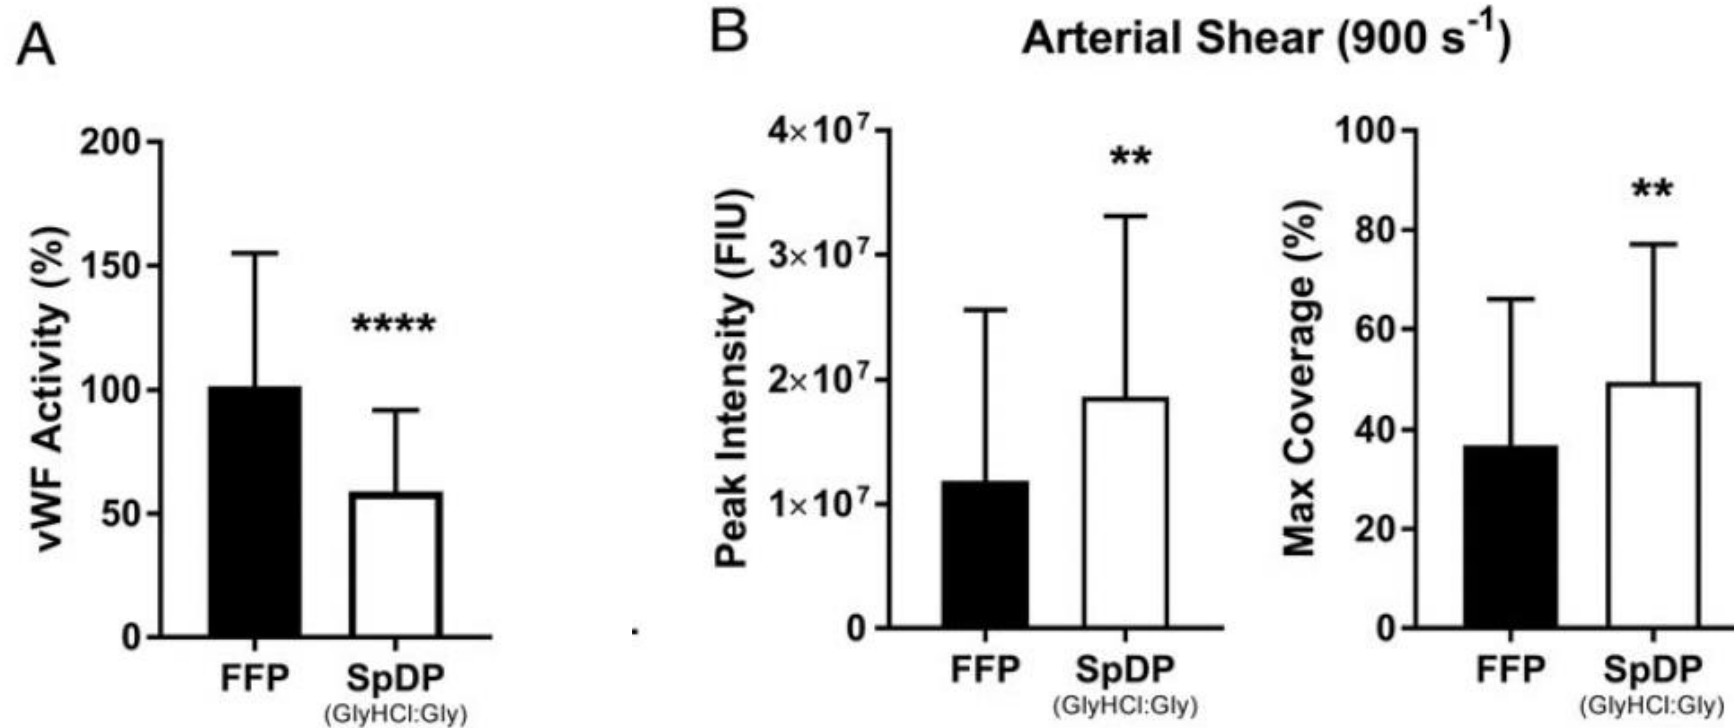 A
vWF Activity (%)
200
150
100
50
0
****
FFP
SpDP
(GlyHCl:Gly)
B
Arterial Shear (900 s⁻¹)
Peak Intensity (FIU)
4×10⁷
3×10⁷
2×10⁷
1×10⁷
0
**
FFP
SpDP
(GlyHCl:Gly)
Max Coverage (%)
100
80
60
40
20
0
**
FFP
SpDP
(GlyHCl:Gly)